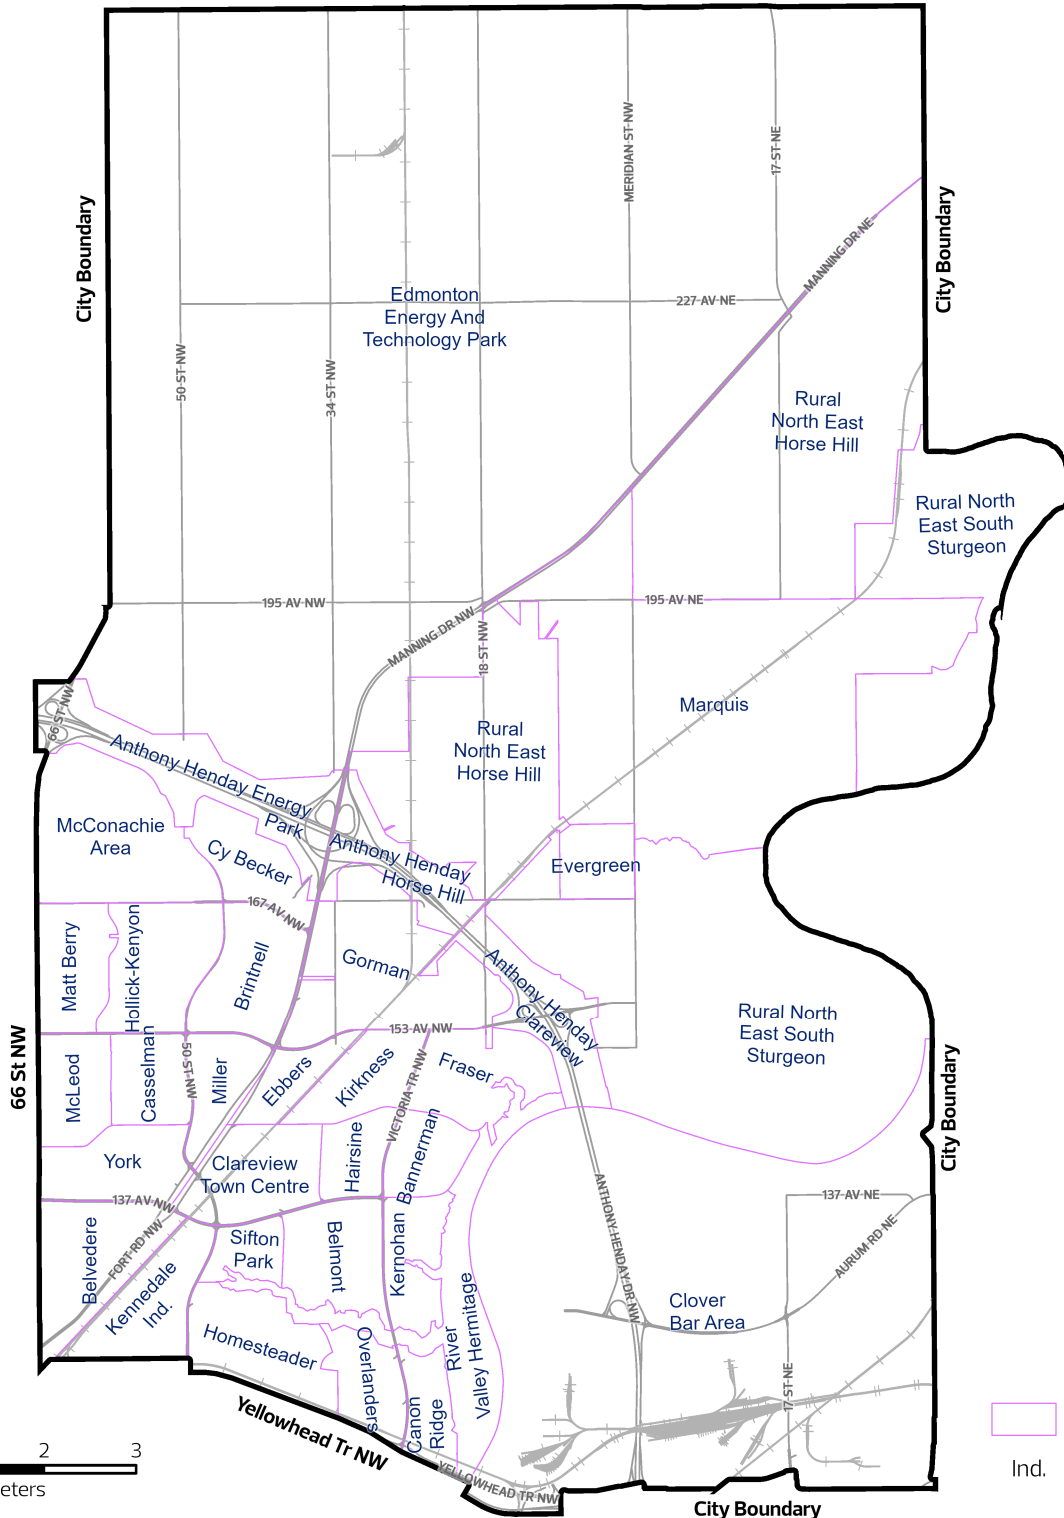 MERIDIAN ST NW
17 ST NE
City Boundary
City Boundary
MANNING DR NE
Edmonton
Energy And
Technology Park
227 AV NE
50 ST NW
34 ST NW
Rural
North East
Horse Hill
Rural North
East South
Sturgeon
195 AV NW
195 AV NE
MANNING DR NW
18 ST NW
66 ST NW
Marquis
Rural
North East
Horse Hill
Anthony Henday Energy
Park
McConachie
Area
Cy Becker
Anthony Henday
Horse Hill
Evergreen
167 AV NW
Matt Berry
Hollick-Kenyon
Brintnell
Gorman
Anthony Henday
Clareview
Rural North
East South
Sturgeon
153 AV NW
66 St NW
McLeod
Casselman
50 ST NW
Miller
Ebbers
Kirkness
VICTORIA TR NW
Fraser
City Boundary
York
Clareview
Town Centre
Hairsine
Bannerman
137 AV NW
137 AV NE
ANTHONY HENDAY DR NW
AURUM RD NE
Belvedere
FORT RD NW
Kennedale
Ind.
Sifton
Park
Belmont
Kernohan
Clover
Bar Area
Homesteader
Overlanders
River
Valley Hermitage
Canon
Ridge
17 ST NE
Yellowhead Tr NW
YELLOWHEAD TR NW
2
3
eters
Ind.
City Boundary